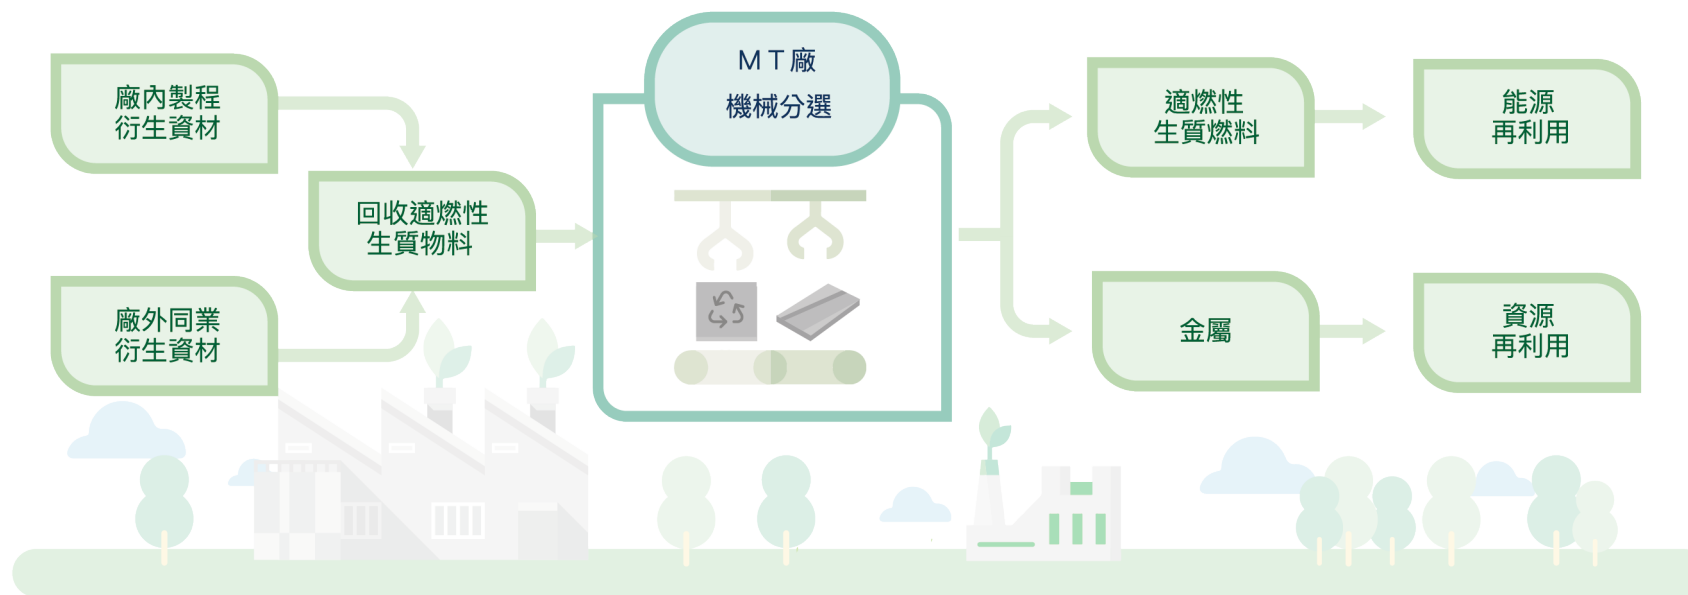 廠內製程
衍生資材
廠外同業
衍生資材
回收適燃性
生質物料
MT廠
機械分選
適燃性
生質燃料
能源
再利用
金屬
資源
再利用